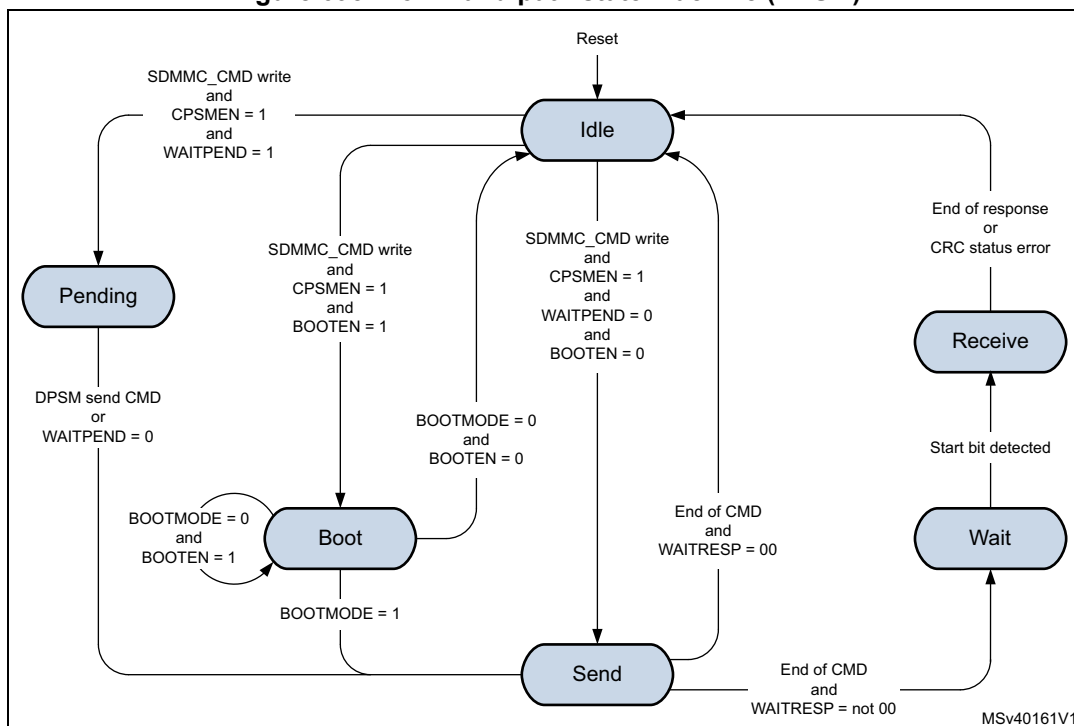 Reset
SDMMC_CMD write
and
CPSMEN = 1
and
WAITPEND = 1
Idle
SDMMC_CMD write
and
CPSMEN = 1
and
BOOTEN = 1
SDMMC_CMD write
and
CPSMEN = 1
and
WAITPEND = 0
and
BOOTEN = 0
End of response
or
CRC status error
Pending
Receive
DPSM send CMD
or
WAITPEND = 0
BOOTMODE = 0
and
BOOTEN = 0
Start bit detected
BOOTMODE = 0
and
BOOTEN = 1
Boot
End of CMD
and
WAITRESP = 00
Wait
BOOTMODE = 1
Send
End of CMD
and
WAITRESP = not 00
MSv40161V1